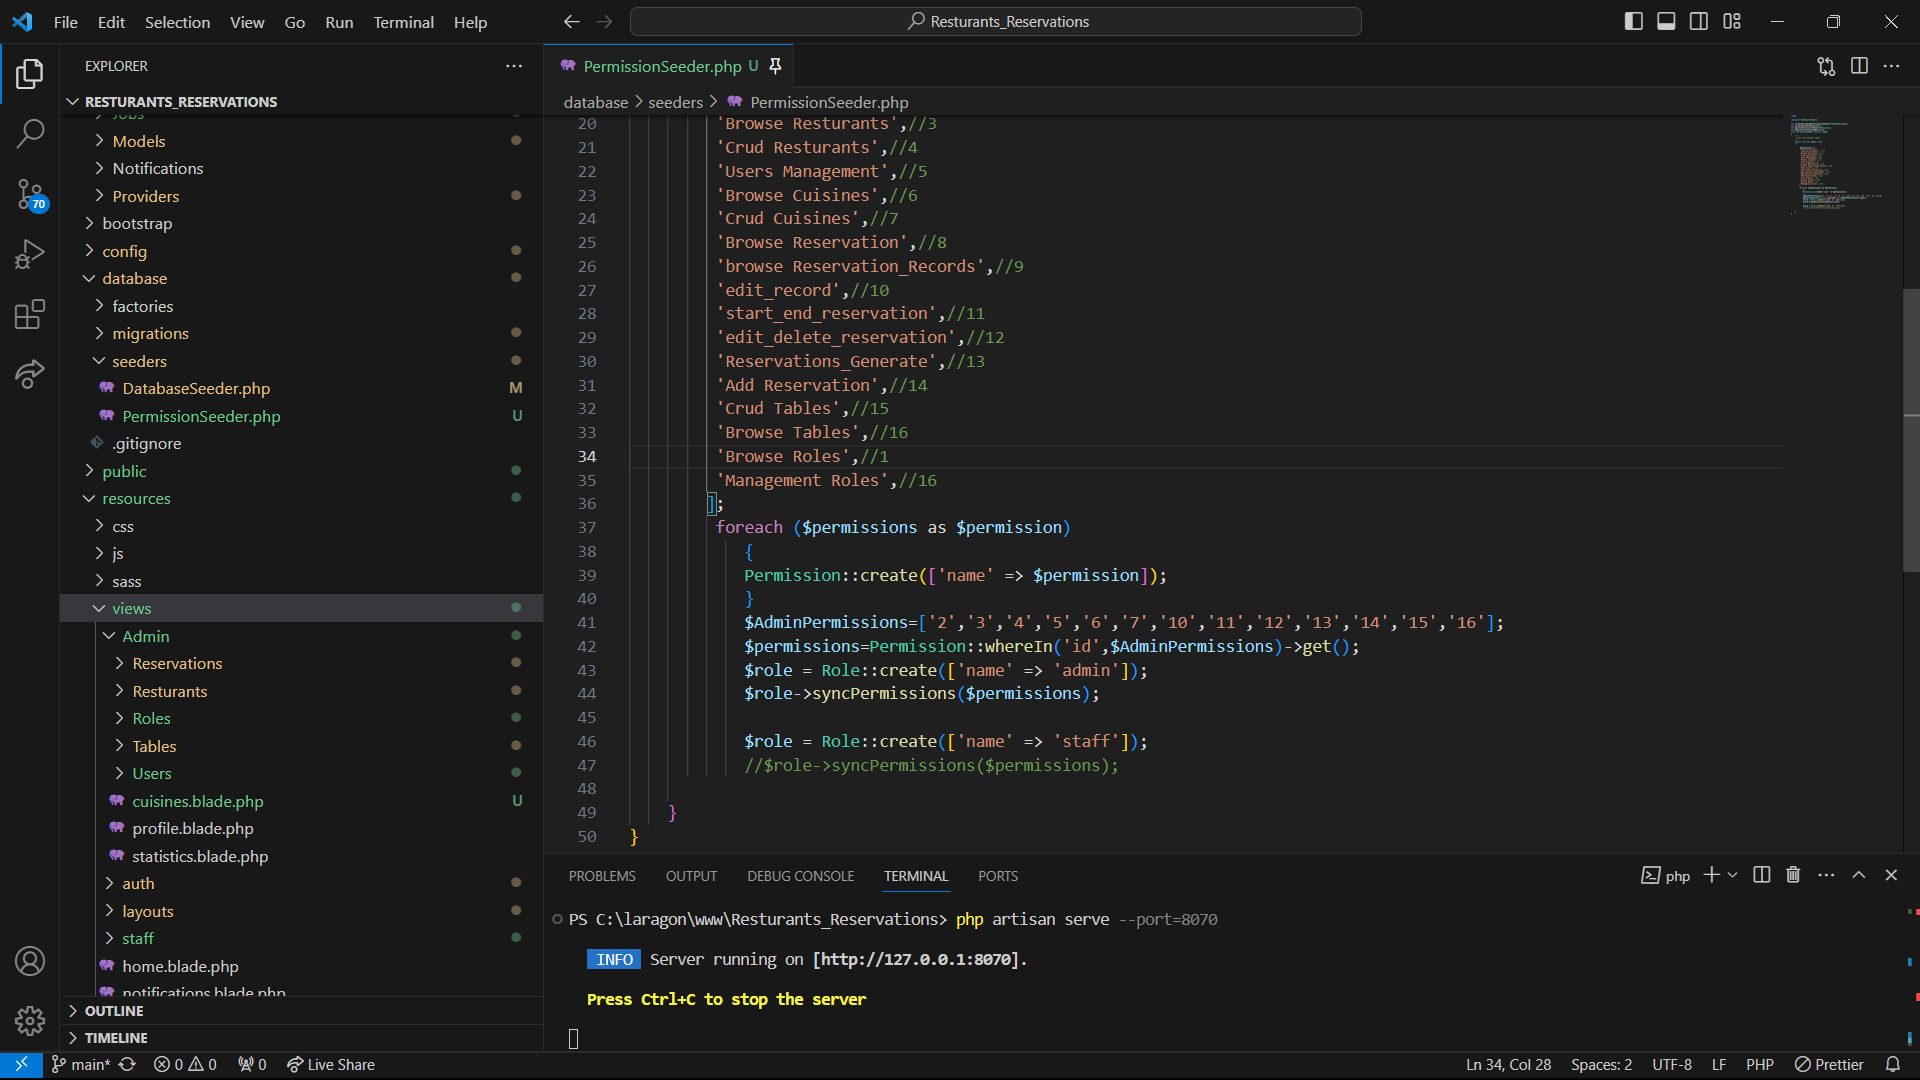 File Edit Selection View Go Run Terminal Help
Resturants_Reservations
EXPLORER
RESTURANTS_RESERVATIONS
Jobs
Models
Notifications
Providers
bootstrap
config
database
factories
migrations
seeders
DatabaseSeeder.php M
PermissionSeeder.php U
.gitignore
public
resources
css
js
sass
views
Admin
Reservations
Resturants
Roles
Tables
Users
cuisines.blade.php U
profile.blade.php
statistics.blade.php
auth
layouts
staff
home.blade.php
notifications.blade.php
OUTLINE
TIMELINE
70
PermissionSeeder.php U
database > seeders > PermissionSeeder.php
20 'Browse Resturants',//3
21 'Crud Resturants',//4
22 'Users Management',//5
23 'Browse Cuisines',//6
24 'Crud Cuisines',//7
25 'Browse Reservation',//8
26 'browse Reservation_Records',//9
27 'edit_record',//10
28 'start_end_reservation',//11
29 'edit_delete_reservation',//12
30 'Reservations_Generate',//13
31 'Add Reservation',//14
32 'Crud Tables',//15
33 'Browse Tables',//16
34 'Browse Roles',//1
35 'Management Roles',//16
36 ];
37 foreach ($permissions as $permission)
38 {
39 Permission::create(['name' => $permission]);
40 }
41 $AdminPermissions=['2','3','4','5','6','7','10','11','12','13','14','15','16'];
42 $permissions=Permission::whereIn('id',$AdminPermissions)->get();
43 $role = Role::create(['name' => 'admin']);
44 $role->syncPermissions($permissions);
45
46 $role = Role::create(['name' => 'staff']);
47 //$role->syncPermissions($permissions);
48
49 }
50 }
PROBLEMS OUTPUT DEBUG CONSOLE TERMINAL PORTS
php
PS C:\laragon\www\Resturants_Reservations> php artisan serve --port=8070
INFO Server running on [http://127.0.0.1:8070].
Press Ctrl+C to stop the server
main* 0 0 0 Live Share
Ln 34, Col 28 Spaces: 2 UTF-8 LF PHP Prettier